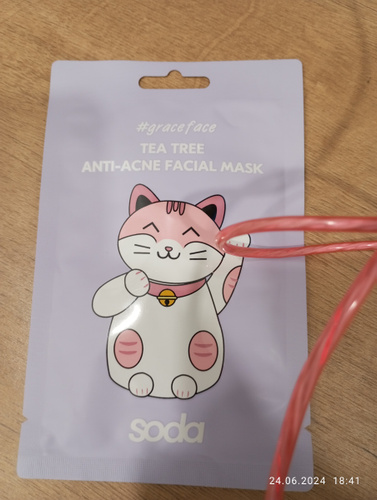 #graceface
TEA TREE
ANTI-ACNE FACIAL MASK
soda
24.06.2024 18:41